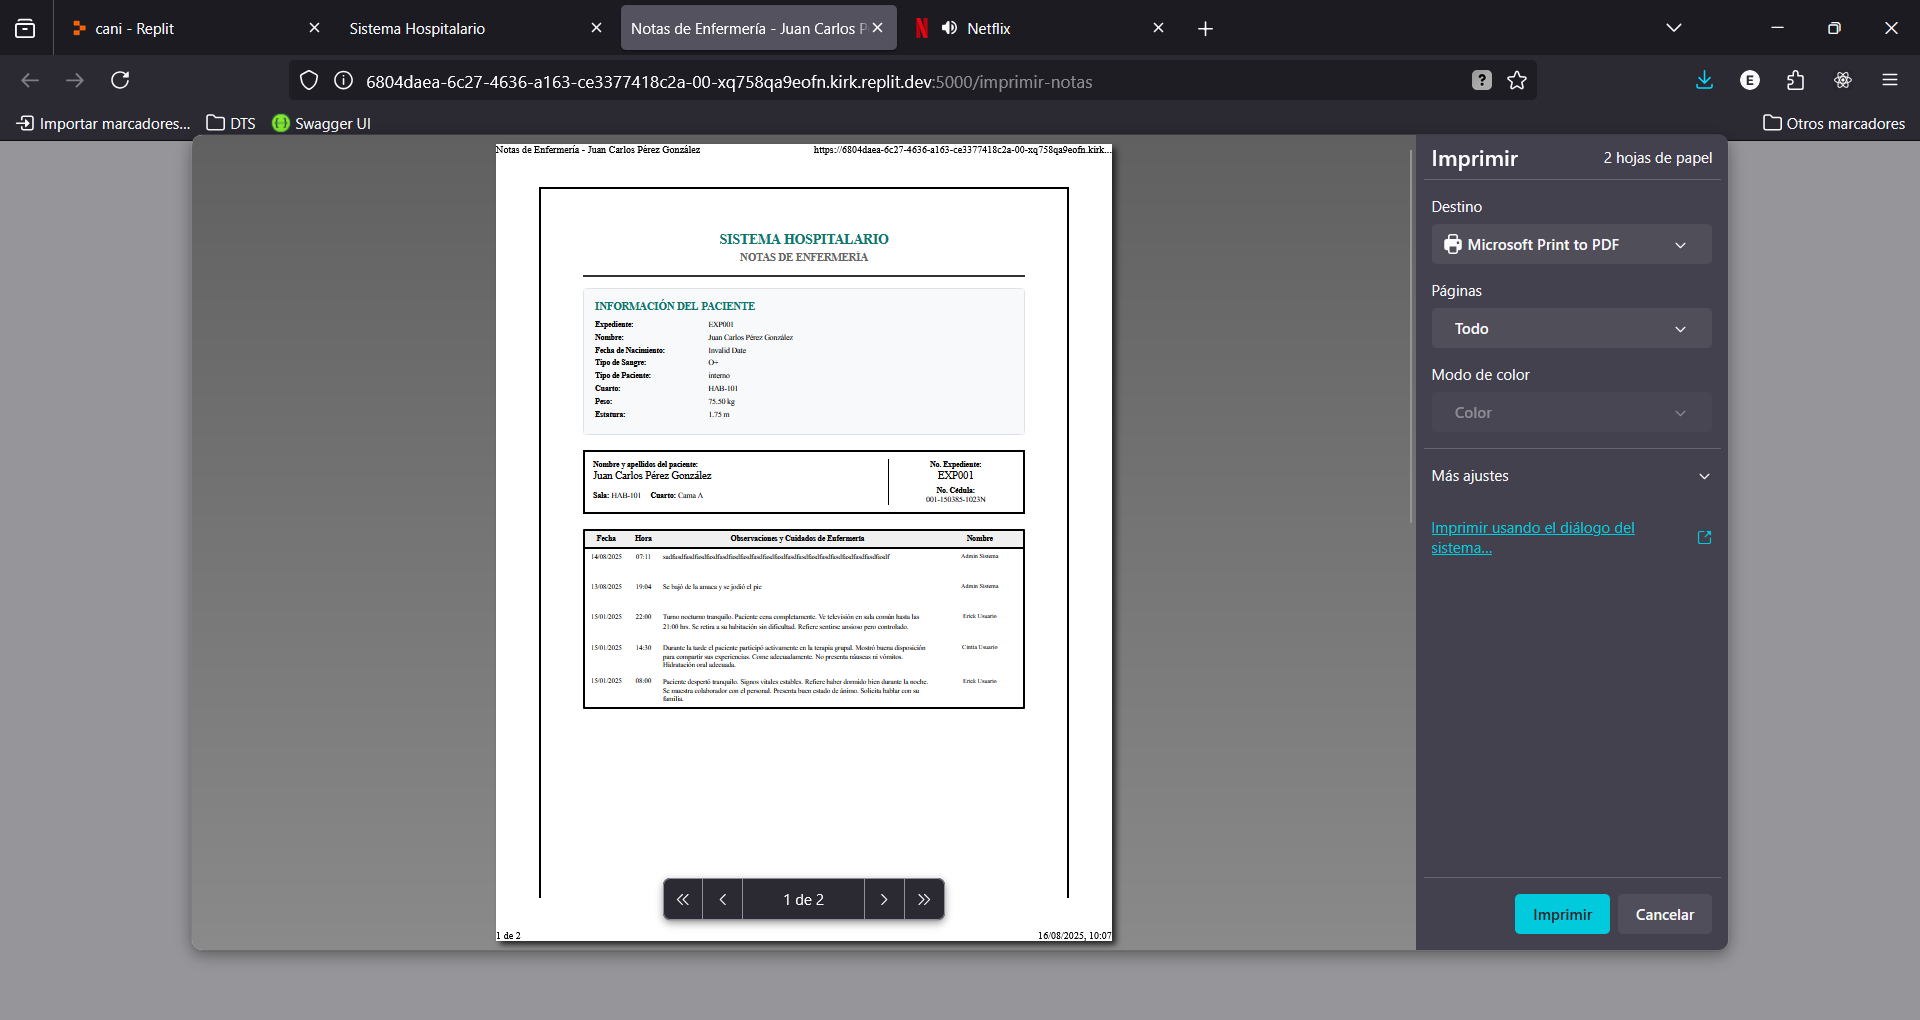 cani - Replit
Sistema Hospitalario
Notas de Enfermería - Juan Carlos P
Netflix
6804daea-6c27-4636-a163-ce3377418c2a-00-xq758qa9eofn.kirk.replit.dev:5000/imprimir-notas
?
E
Importar marcadores...
DTS
Swagger UI
Otros marcadores
Notas de Enfermería - Juan Carlos Pérez González
https://6804daea-6c27-4636-a163-ce3377418c2a-00-xq758qa9eofn.kirk...
SISTEMA HOSPITALARIO
NOTAS DE ENFERMERÍA
INFORMACIÓN DEL PACIENTE
Expediente: EXP001
Nombre: Juan Carlos Pérez González
Fecha de Nacimiento: Invalid Date
Tipo de Sangre: O+
Tipo de Paciente: interno
Cuarto: HAB-101
Peso: 75.50 kg
Estatura: 1.75 m
Nombre y apellidos del paciente:
Juan Carlos Pérez González
Sala: HAB-101 Cuarto: Cama A
No. Expediente:
EXP001
No. Cédula:
001-150385-1023N
Fecha Hora Observaciones y Cuidados de Enfermería Nombre
14/08/2025 07:11 Admin Sistema
13/08/2025 19:04 Se bajó de la amaca y se jodió el pie Admin Sistema
15/01/2025 22:00 Turno nocturno tranquilo. Paciente cena completamente. Ve televisión en sala común hasta las Erick Usuario
21:00 hrs. Se retira a su habitación sin dificultad. Refiere sentirse ansioso pero controlado.
15/01/2025 14:30 Durante la tarde el paciente participó activamente en la terapia grupal. Mostró buena disposición Cintia Usuario
para compartir sus experiencias. Come adecuadamente. No presenta náuseas ni vómitos.
Hidratación oral adecuada.
15/01/2025 08:00 Paciente despertó tranquilo. Signos vitales estables. Refiere haber dormido bien durante la noche. Erick Usuario
Se muestra colaborador con el personal. Presenta buen estado de ánimo. Solicita hablar con su
familia.
1 de 2
1 de 2
16/08/2025, 10:07
Imprimir
2 hojas de papel
Destino
Microsoft Print to PDF
Páginas
Todo
Modo de color
Color
Más ajustes
Imprimir usando el diálogo del
sistema...
Imprimir
Cancelar